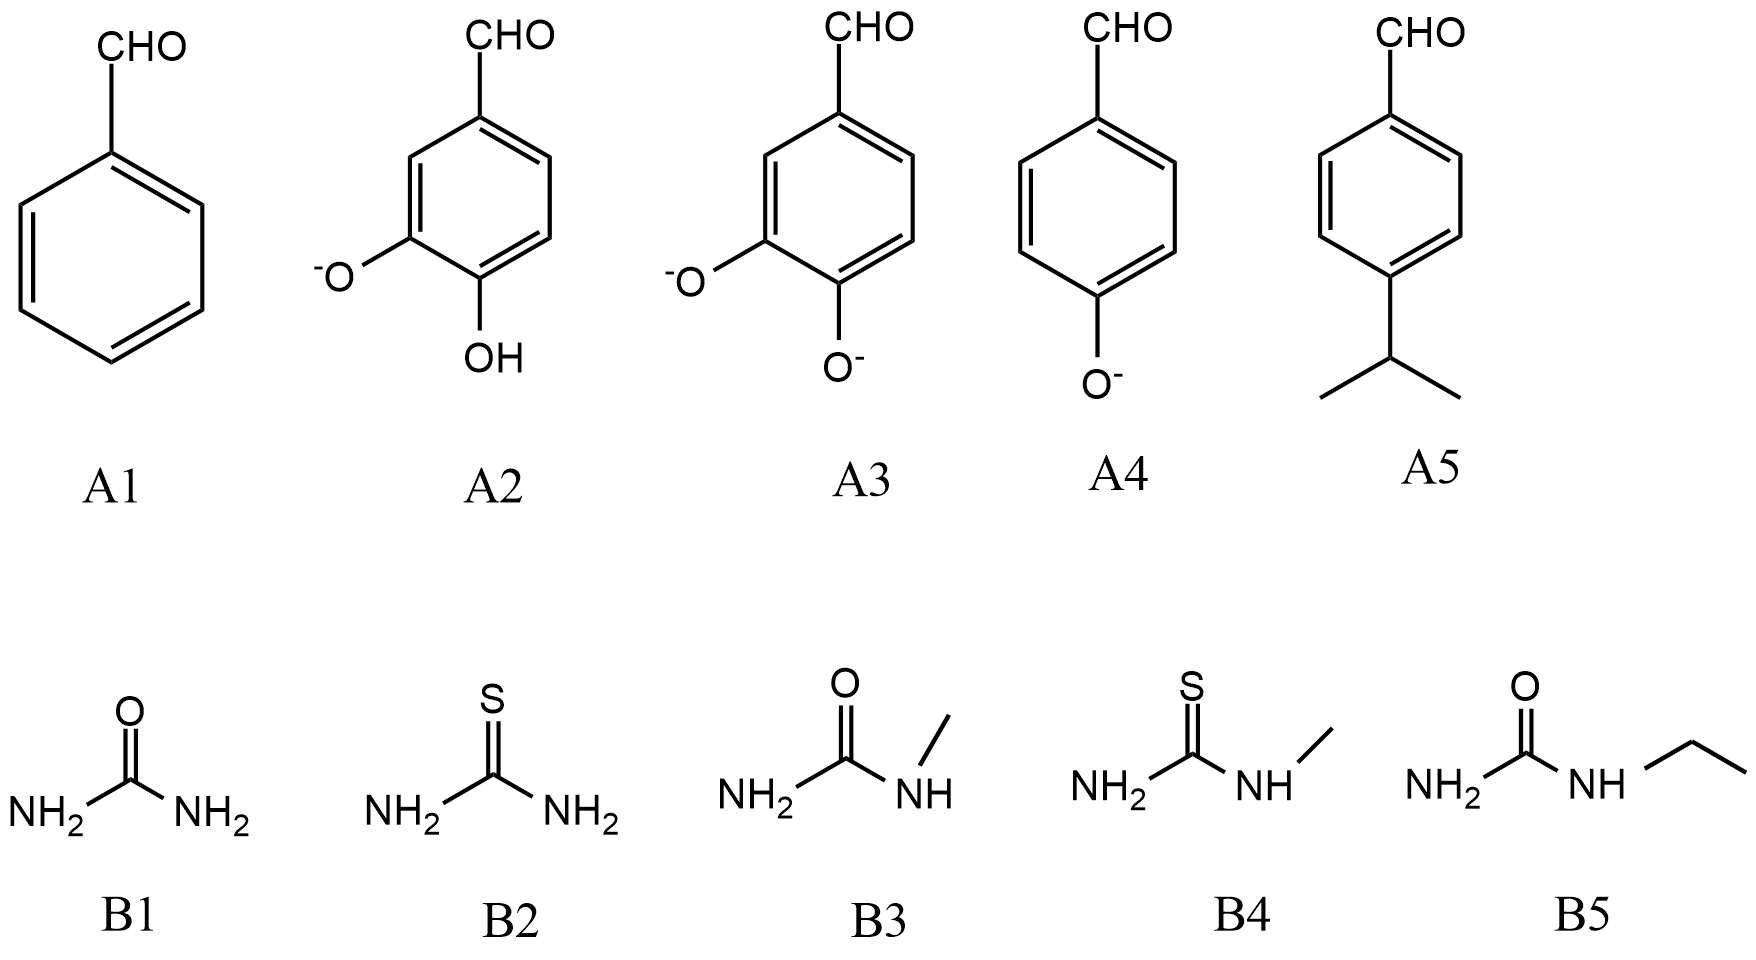 CHO CHO CHO CHO CHO
⁻O OH ⁻O O⁻ O⁻
A1 A2 A3 A4 A5
O S O S O
NH₂ NH₂ NH₂ NH₂ NH₂ NH NH₂ NH NH₂ NH
B1 B2 B3 B4 B5